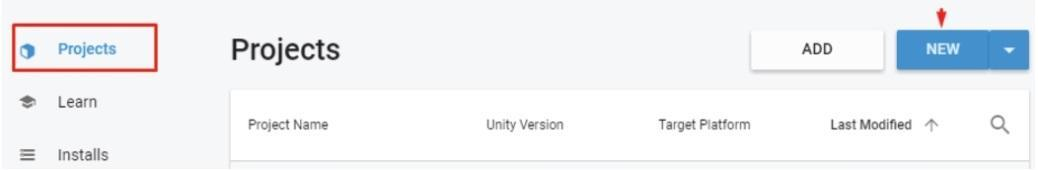 Projects
Projects
ADD
NEW
Learn
Project Name Unity Version Target Platform Last Modified
Installs